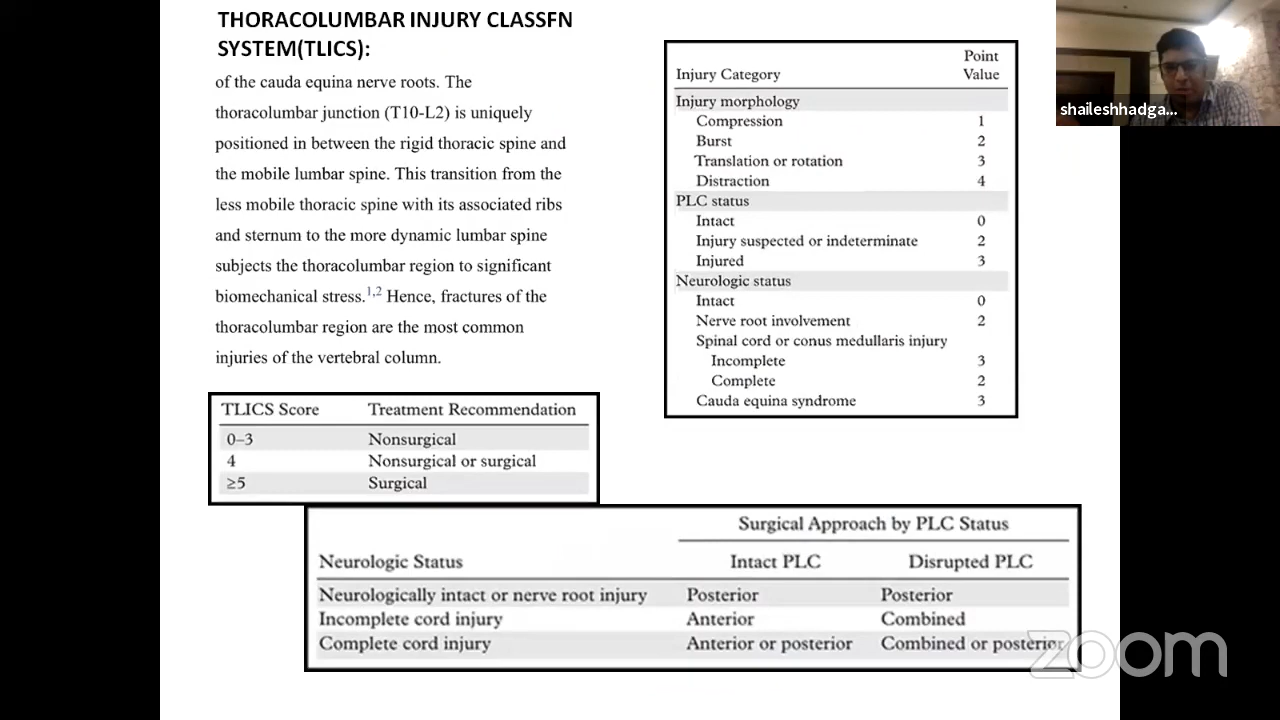 THORACOLUMBAR INJURY CLASSFN
SYSTEM(TLICS):
of the cauda equina nerve roots. The
thoracolumbar junction (T10-L2) is uniquely
positioned in between the rigid thoracic spine and
the mobile lumbar spine. This transition from the
less mobile thoracic spine with its associated ribs
and sternum to the more dynamic lumbar spine
subjects the thoracolumbar region to significant
biomechanical stress.1,2 Hence, fractures of the
thoracolumbar region are the most common
injuries of the vertebral column.
TLICS Score Treatment Recommendation
0–3 Nonsurgical
4 Nonsurgical or surgical
≥5 Surgical
Point
Injury Category Value
Injury morphology
Compression 1
Burst 2
Translation or rotation 3
Distraction 4
PLC status
Intact 0
Injury suspected or indeterminate 2
Injured 3
Neurologic status
Intact 0
Nerve root involvement 2
Spinal cord or conus medullaris injury
Incomplete 3
Complete 2
Cauda equina syndrome 3
Surgical Approach by PLC Status
Neurologic Status Intact PLC Disrupted PLC
Neurologically intact or nerve root injury Posterior Posterior
Incomplete cord injury Anterior Combined
Complete cord injury Anterior or posterior Combined or posterior
shaileshhadga...
zoom